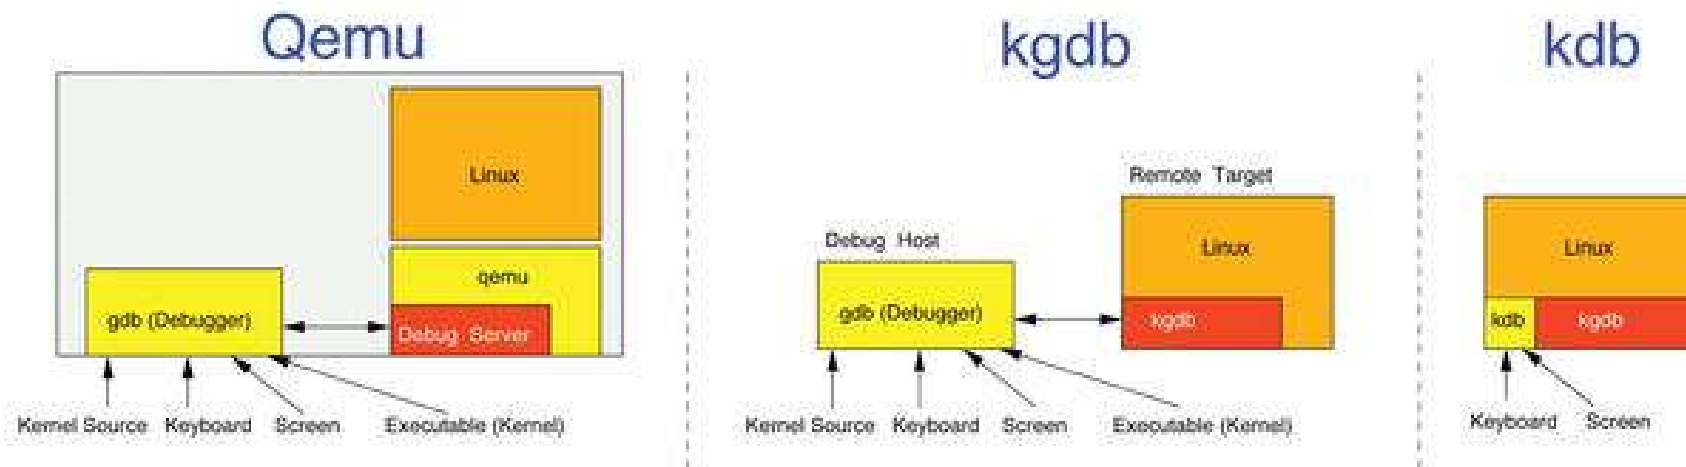 Qemu
Linux
qemu
gdb (Debugger)
Debug Server
Kernel Source Keyboard Screen Executable (Kernel)
kgdb
Remote Target
Debug Host
Linux
gdb (Debugger)
kgdb
Kernel Source Keyboard Screen Executable (Kernel)
kdb
Linux
kdb kgdb
Keyboard Screen